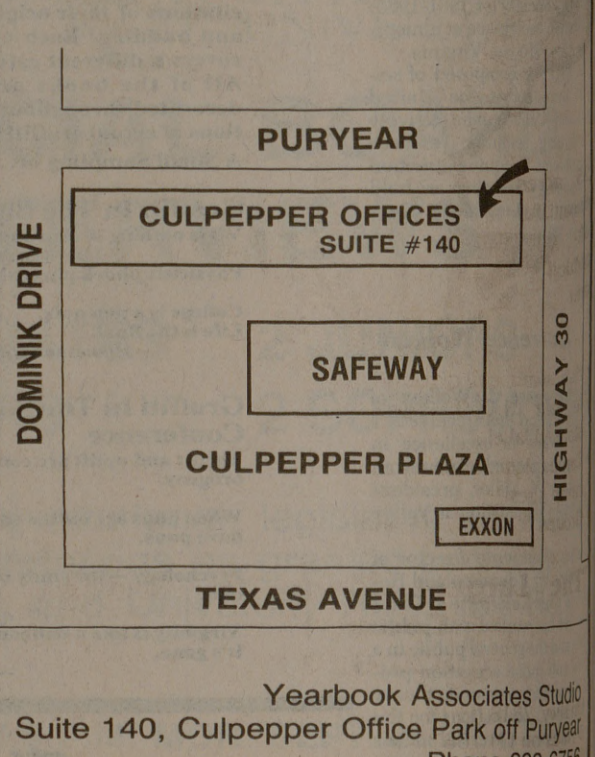 PURYEAR
CULPEPPER OFFICES
SUITE #140
DOMINIK DRIVE
SAFEWAY
HIGHWAY 30
CULPEPPER PLAZA
EXXON
TEXAS AVENUE
Yearbook Associates Studio
Suite 140, Culpepper Office Park off Puryear
Phone